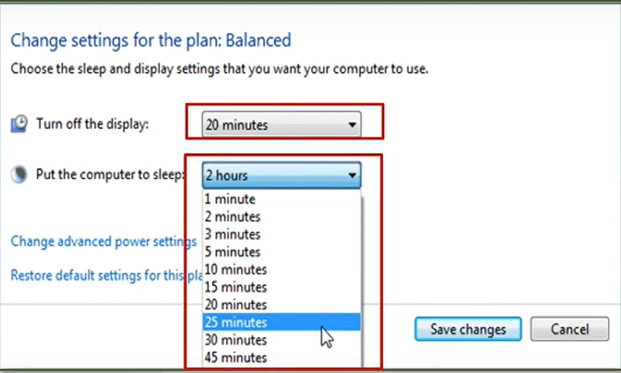 Change settings for the plan: Balanced
Choose the sleep and display settings that you want your computer to use.
Turn off the display:
20 minutes
Put the computer to sleep:
2 hours
1 minute
2 minutes
3 minutes
5 minutes
10 minutes
15 minutes
20 minutes
25 minutes
30 minutes
45 minutes
Change advanced power settings
Restore default settings for this pla
Save changes
Cancel